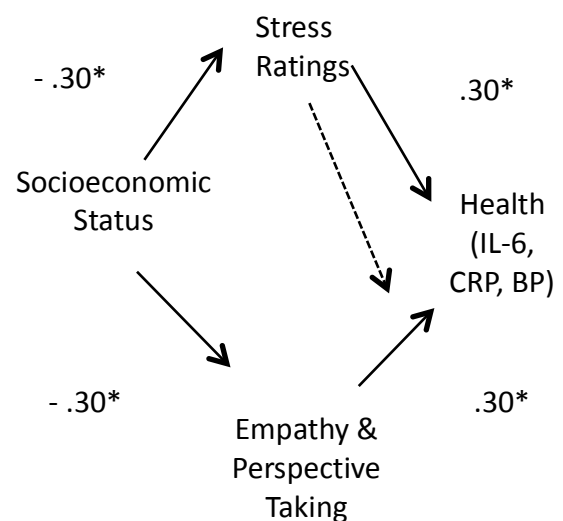 Stress
Ratings
- .30*
.30*
Socioeconomic
Status
Health
(IL-6,
CRP, BP)
- .30*
.30*
Empathy &
Perspective
Taking